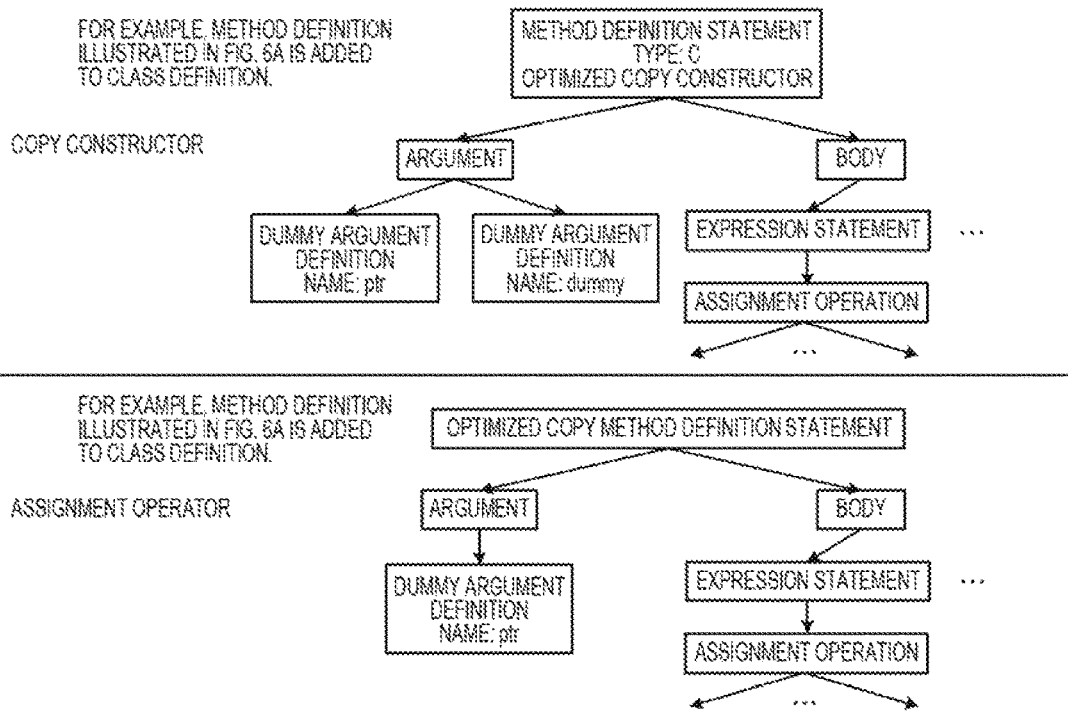 FOR EXAMPLE, METHOD DEFINITION
ILLUSTRATED IN FIG. 6A IS ADDED
TO CLASS DEFINITION.
METHOD DEFINITION STATEMENT
TYPE: C
OPTIMIZED COPY CONSTRUCTOR
COPY CONSTRUCTOR
ARGUMENT
BODY
DUMMY ARGUMENT
DEFINITION
NAME: ptr
DUMMY ARGUMENT
DEFINITION
NAME: dummy
EXPRESSION STATEMENT
...
ASSIGNMENT OPERATION
...
FOR EXAMPLE, METHOD DEFINITION
ILLUSTRATED IN FIG. 6A IS ADDED
TO CLASS DEFINITION.
OPTIMIZED COPY METHOD DEFINITION STATEMENT
ASSIGNMENT OPERATOR
ARGUMENT
BODY
DUMMY ARGUMENT
DEFINITION
NAME: ptr
EXPRESSION STATEMENT
...
ASSIGNMENT OPERATION
...